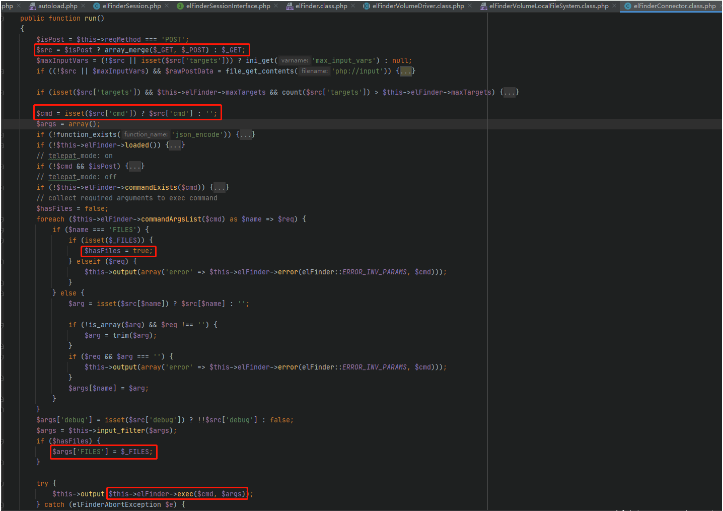 php × autoload.php × elFinderSession.php × elFinderSessionInterface.php × elFinder.class.php × elFinderVolumeDriver.class.php × elFinderVolumeLocalFileSystem.class.php × elFinderConnector.class.php ×
public function run()
{
$isPost = $this->reqMethod === 'POST';
$src = $isPost ? array_merge($_GET, $_POST) : $_GET;
$maxInputVars = (!$src || isset($src['targets'])) ? ini_get( varname: 'max_input_vars') : null;
if ((!$src || $maxInputVars) && $rawPostData = file_get_contents( filename: 'php://input')) {...}
if (isset($src['targets']) && $this->elFinder->maxTargets && count($src['targets']) > $this->elFinder->maxTargets) {...}
$cmd = isset($src['cmd']) ? $src['cmd'] : '';
$args = array();
if (!function_exists( function_name: 'json_encode')) {...}
if (!$this->elFinder->loaded()) {...}
// telepat_mode: on
if (!$cmd && $isPost) {...}
// telepat_mode: off
if (!$this->elFinder->commandExists($cmd)) {...}
// collect required arguments to exec command
$hasFiles = false;
foreach ($this->elFinder->commandArgsList($cmd) as $name => $req) {
if ($name === 'FILES') {
if (isset($_FILES)) {
$hasFiles = true;
} elseif ($req) {
$this->output(array('error' => $this->elFinder->error(elFinder::ERROR_INV_PARAMS, $cmd)));
}
} else {
$arg = isset($src[$name]) ? $src[$name] : '';
if (!is_array($arg) && $req !== '') {
$arg = trim($arg);
}
if ($req && $arg === '') {
$this->output(array('error' => $this->elFinder->error(elFinder::ERROR_INV_PARAMS, $cmd)));
}
$args[$name] = $arg;
}
}
$args['debug'] = isset($src['debug']) ? !!$src['debug'] : false;
$args = $this->input_filter($args);
if ($hasFiles) {
$args['FILES'] = $_FILES;
}
try {
$this->output($this->elFinder->exec($cmd, $args));
} catch (elFinderAbortException $e) {